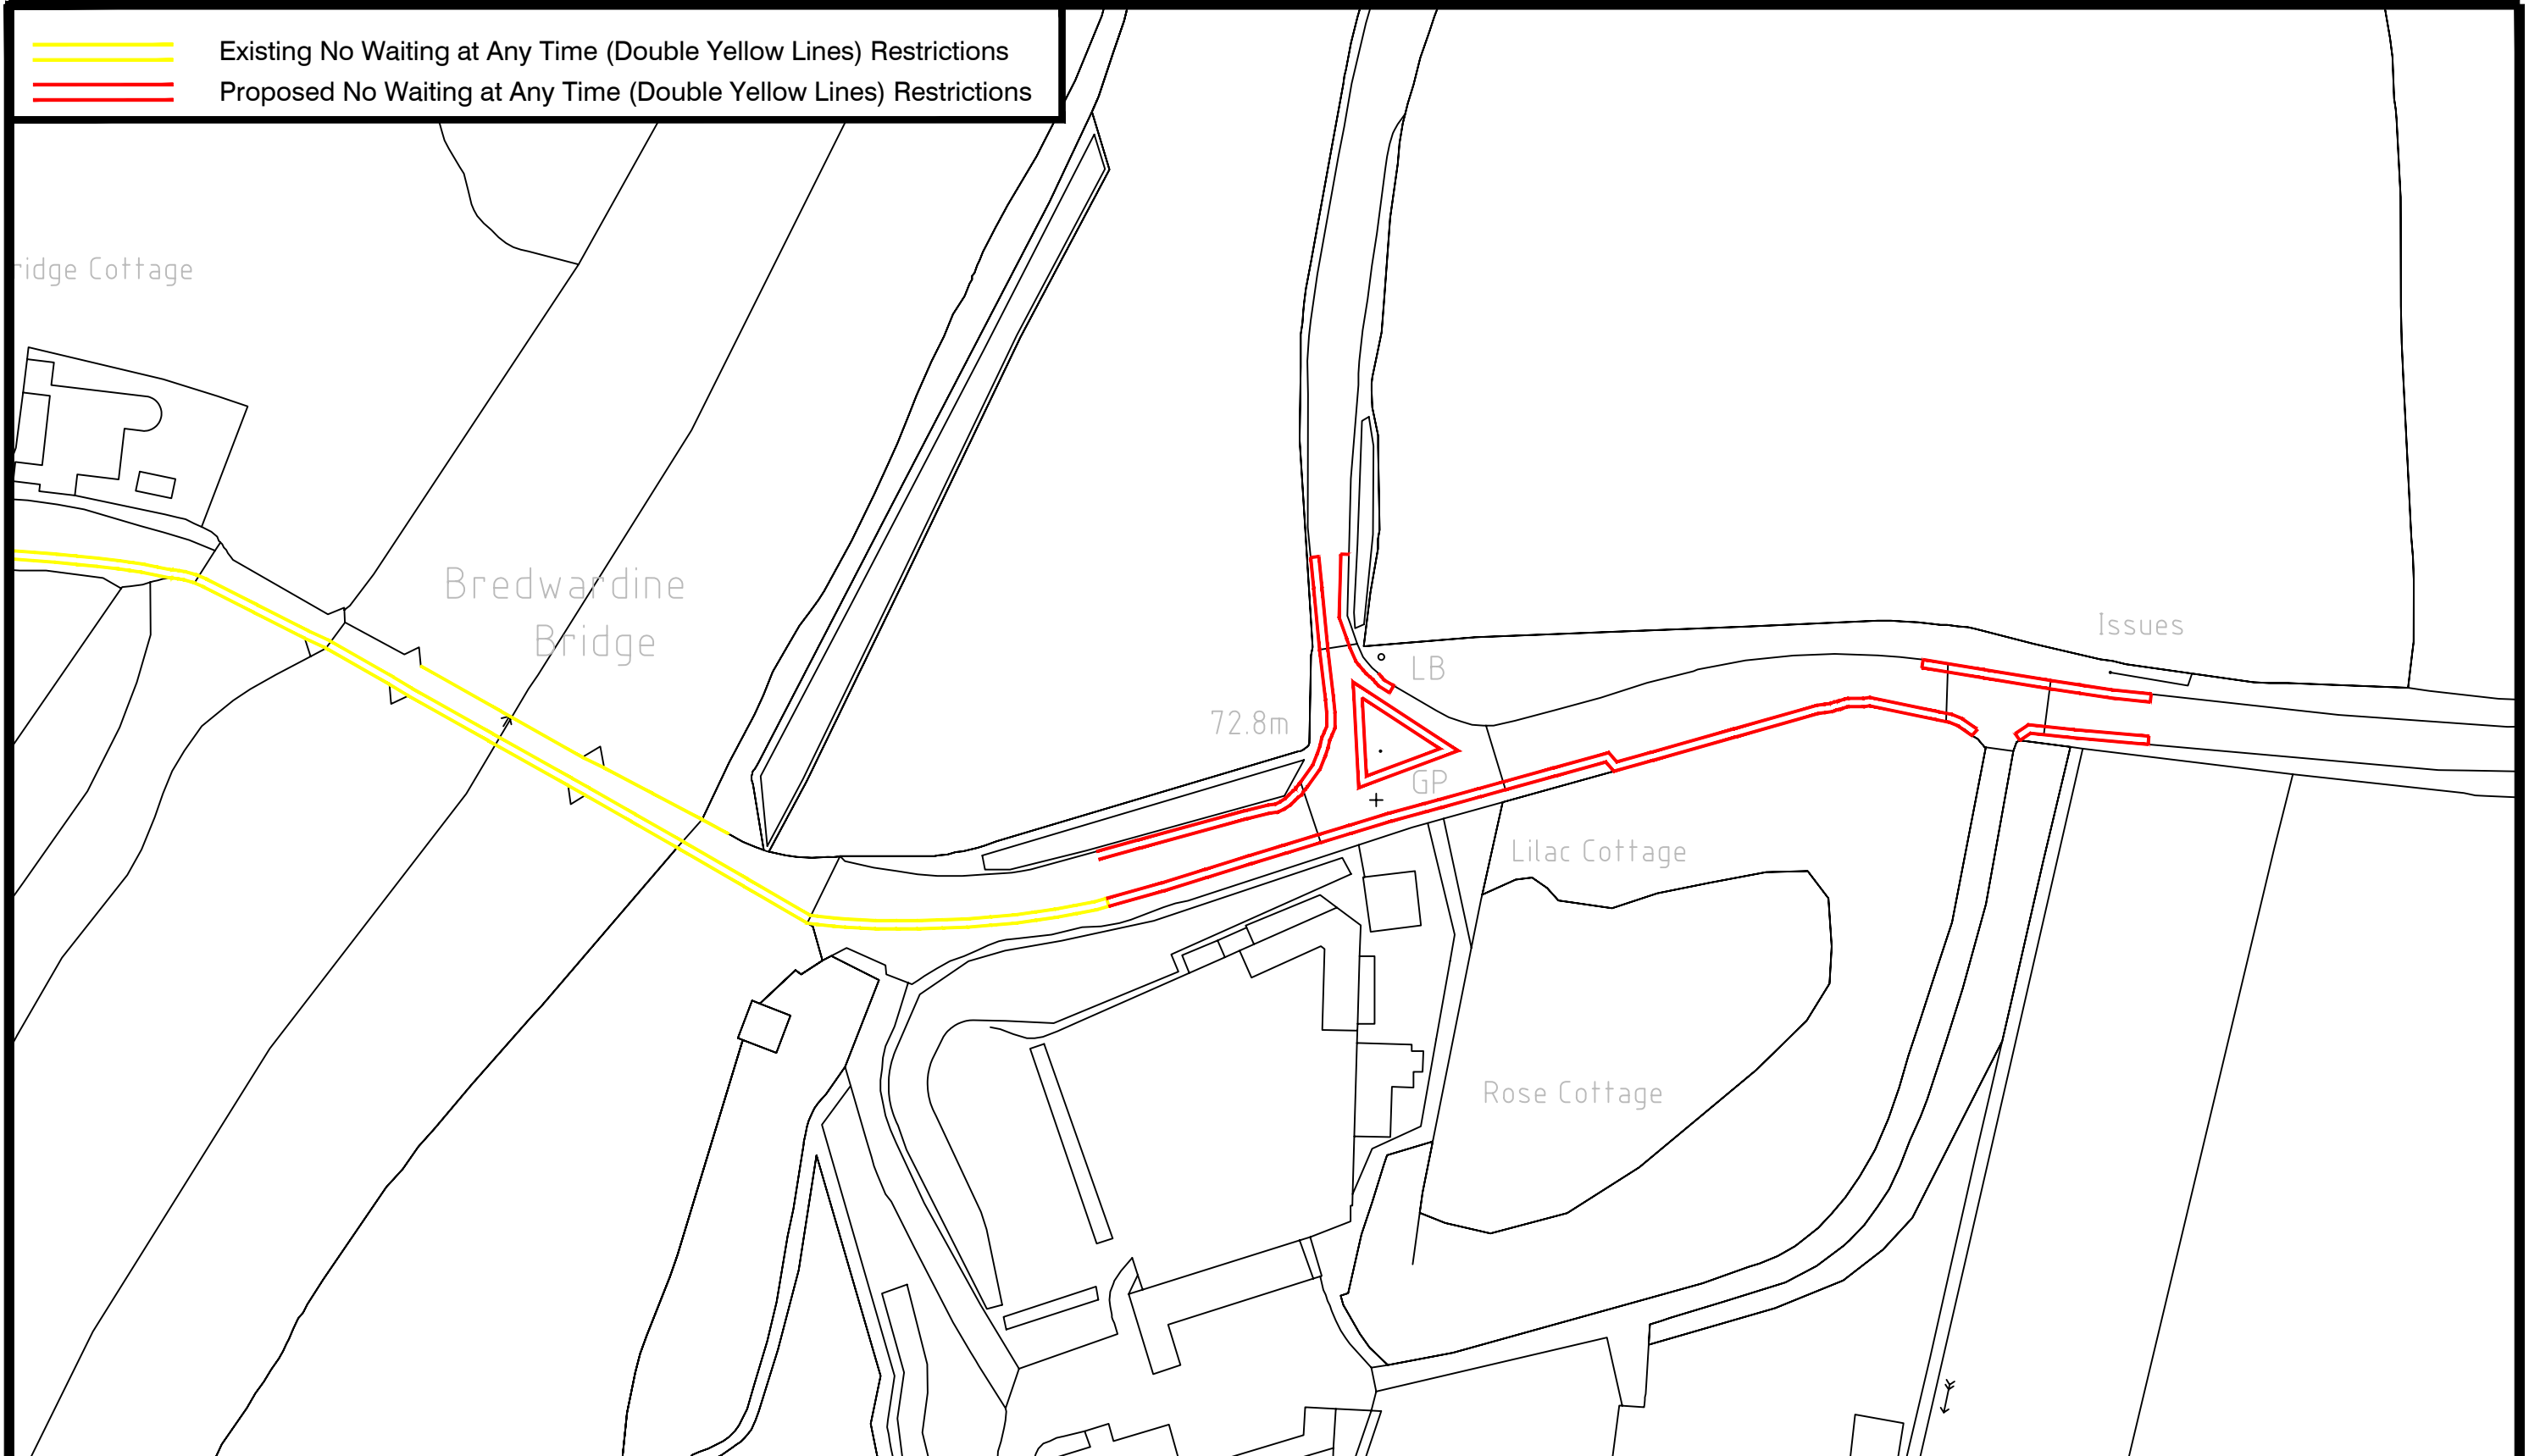 Existing No Waiting at Any Time (Double Yellow Lines) Restrictions
Proposed No Waiting at Any Time (Double Yellow Lines) Restrictions
ridge Cottage
Bredwardine
Bridge
Issues
LB
72.8m
GP
Lilac Cottage
Rose Cottage